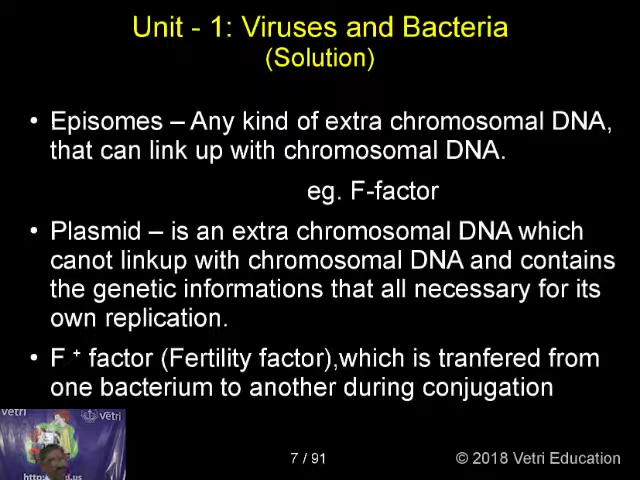 Unit - 1: Viruses and Bacteria
(Solution)
• Episomes – Any kind of extra chromosomal DNA,
that can link up with chromosomal DNA.
eg. F-factor
• Plasmid – is an extra chromosomal DNA which
canot linkup with chromosomal DNA and contains
the genetic informations that all necessary for its
own replication.
• F + factor (Fertility factor),which is tranfered from
one bacterium to another during conjugation
Vetri
Vetri
7 / 91
© 2018 Vetri Education